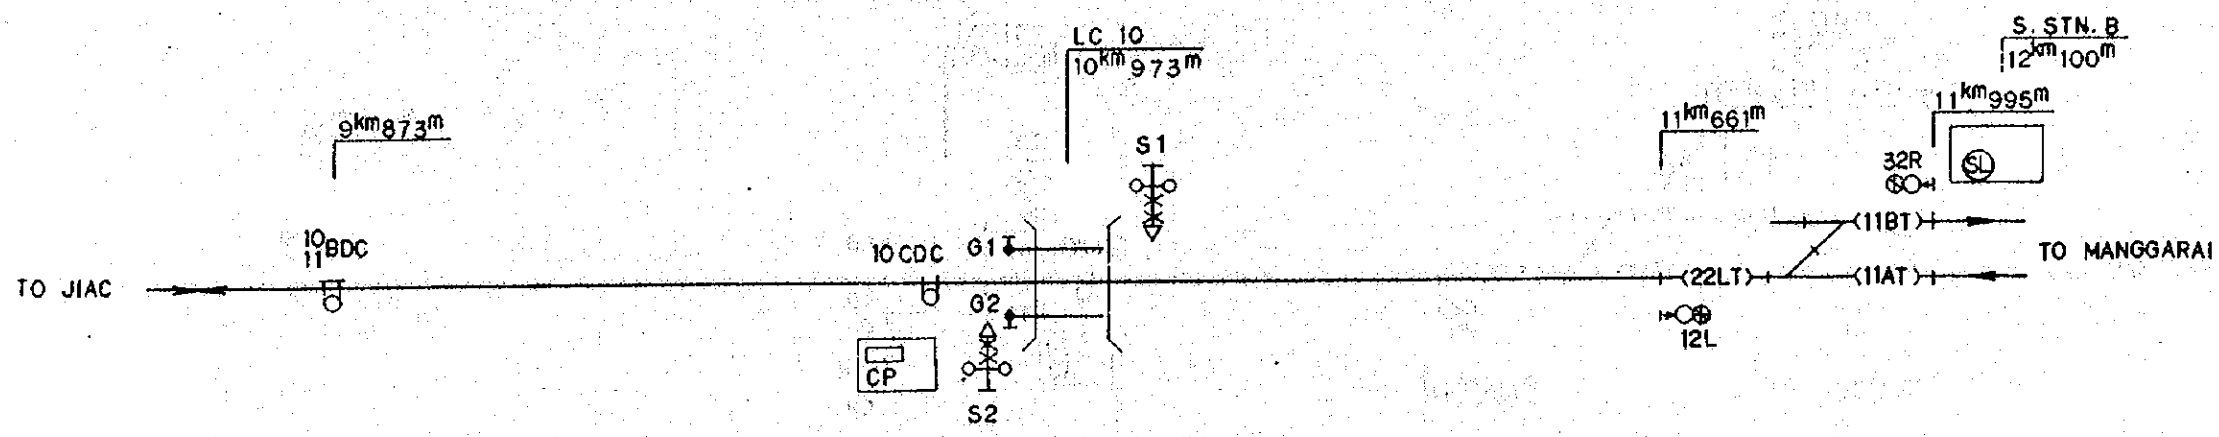 S. STN. B
12km100m
LC 10
10km973m
11km995m
11km661m
9km873m
S1
32R
SL
(11BT)
10
11BDC
10CDC
G1
TO MANGGARAI
TO JIAC
(22LT)
(11AT)
G2
12L
CP
S2